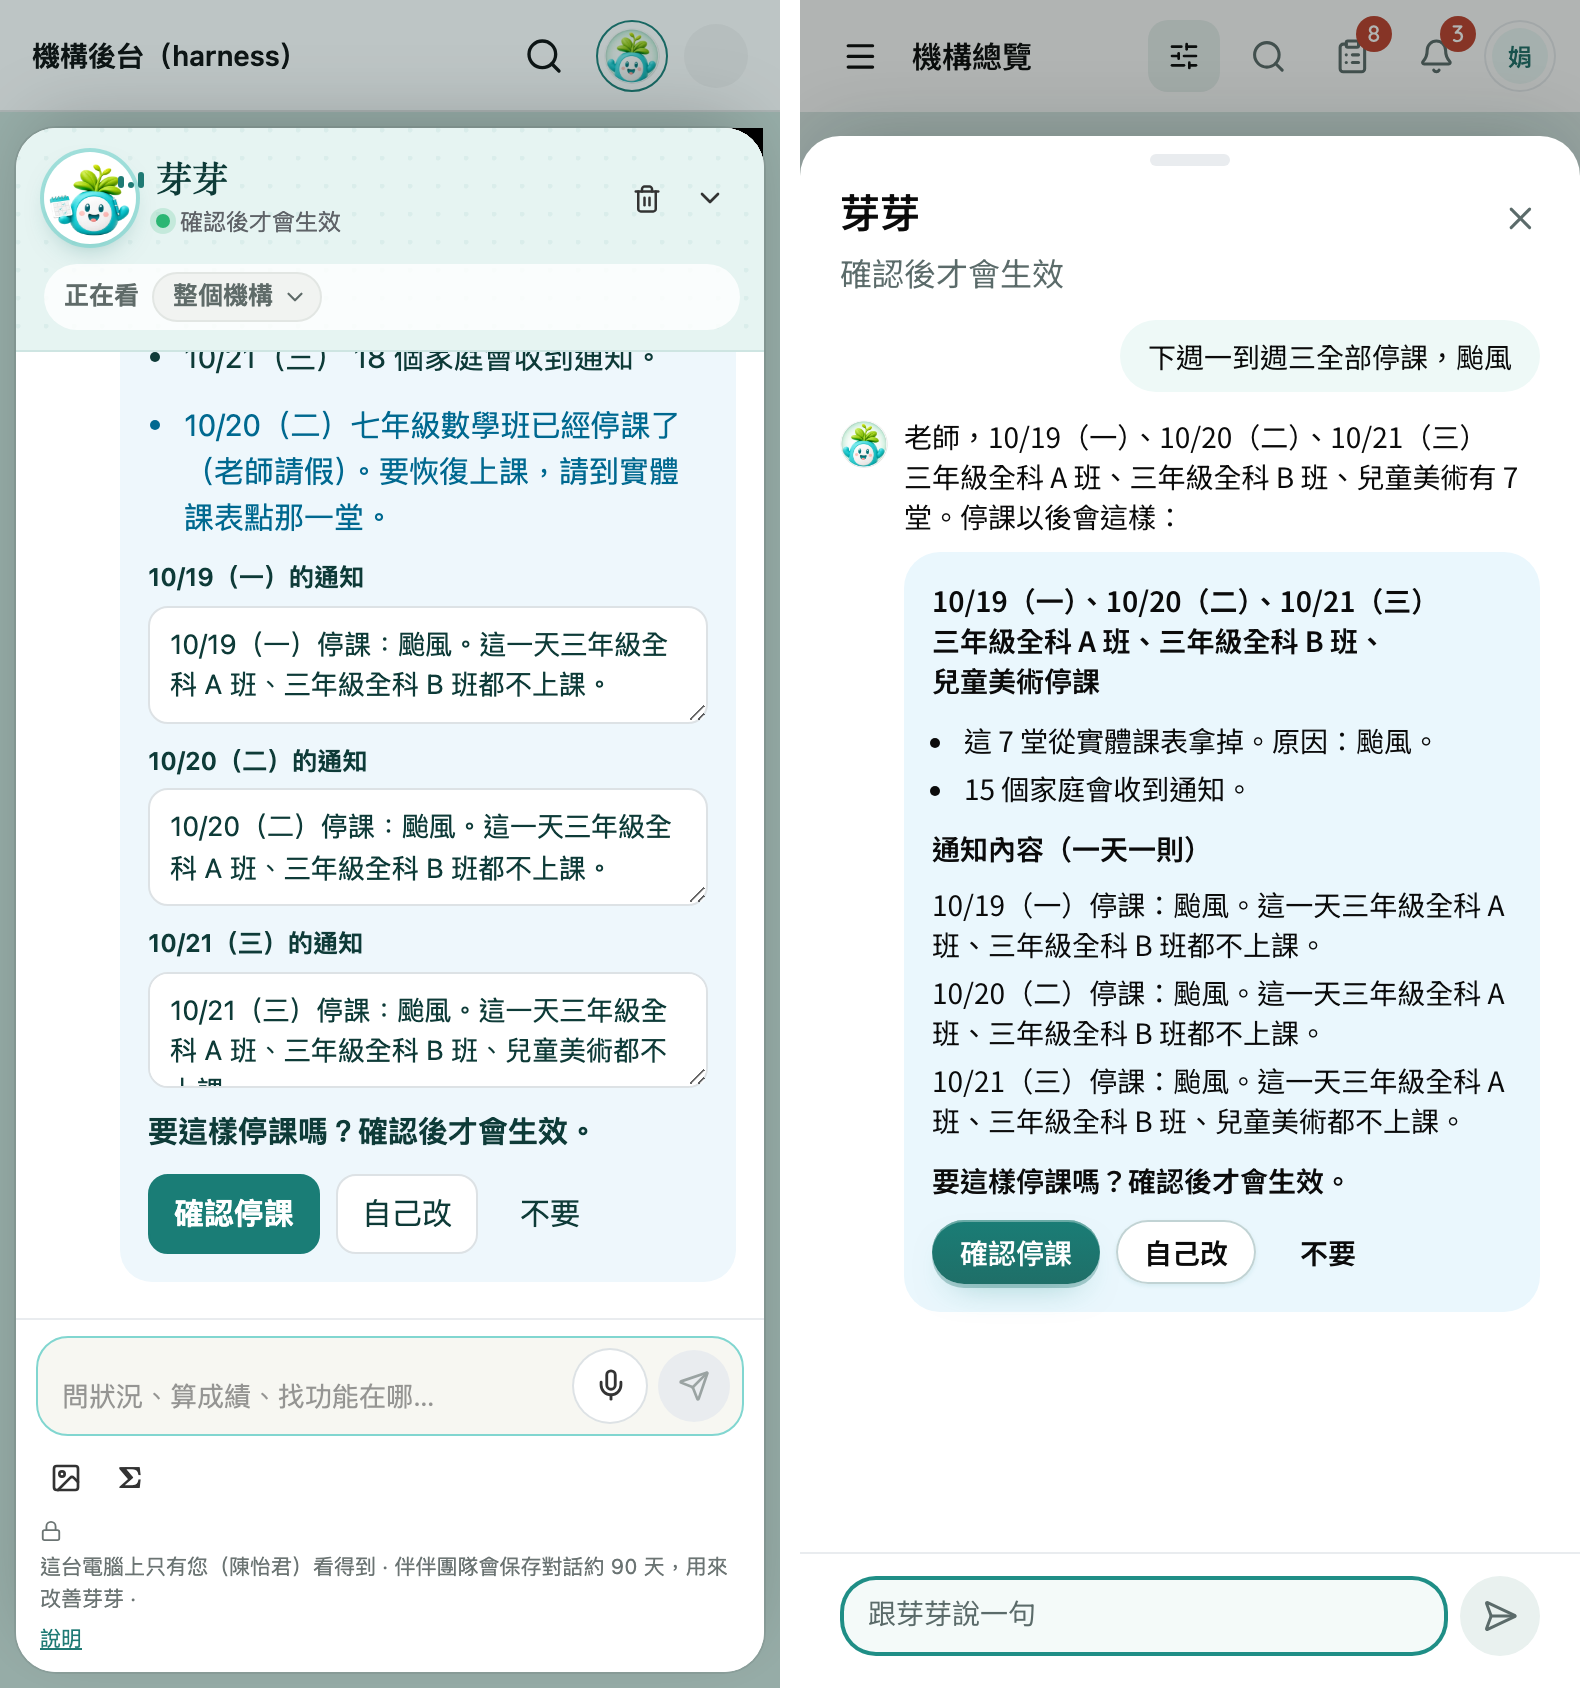 機構後台（harness）
芽芽
確認後才會生效
正在看 整個機構
10/21（三） 18 個家庭會收到通知。
10/20（二）七年級數學班已經停課了
（老師請假）。要恢復上課，請到實體
課表點那一堂。
10/19（一）的通知
10/19（一）停課：颱風。這一天三年級全
科 A 班、三年級全科 B 班都不上課。
10/20（二）的通知
10/20（二）停課：颱風。這一天三年級全
科 A 班、三年級全科 B 班都不上課。
10/21（三）的通知
10/21（三）停課：颱風。這一天三年級全
科 A 班、三年級全科 B 班、兒童美術都不
上課
要這樣停課嗎？確認後才會生效。
確認停課 自己改 不要
問狀況、算成績、找功能在哪...
這台電腦上只有您（陳怡君）看得到 · 伴伴團隊會保存對話約 90 天，用來
改善芽芽 ·
說明
機構總覽 8 3 娟
芽芽
確認後才會生效
下週一到週三全部停課，颱風
老師，10/19（一）、10/20（二）、10/21（三）
三年級全科 A 班、三年級全科 B 班、兒童美術有 7
堂。停課以後會這樣：
10/19（一）、10/20（二）、10/21（三）
三年級全科 A 班、三年級全科 B 班、
兒童美術停課
這 7 堂從實體課表拿掉。原因：颱風。
15 個家庭會收到通知。
通知內容（一天一則）
10/19（一）停課：颱風。這一天三年級全科 A
班、三年級全科 B 班都不上課。
10/20（二）停課：颱風。這一天三年級全科 A
班、三年級全科 B 班都不上課。
10/21（三）停課：颱風。這一天三年級全科 A
班、三年級全科 B 班、兒童美術都不上課。
要這樣停課嗎？確認後才會生效。
確認停課 自己改 不要
跟芽芽說一句